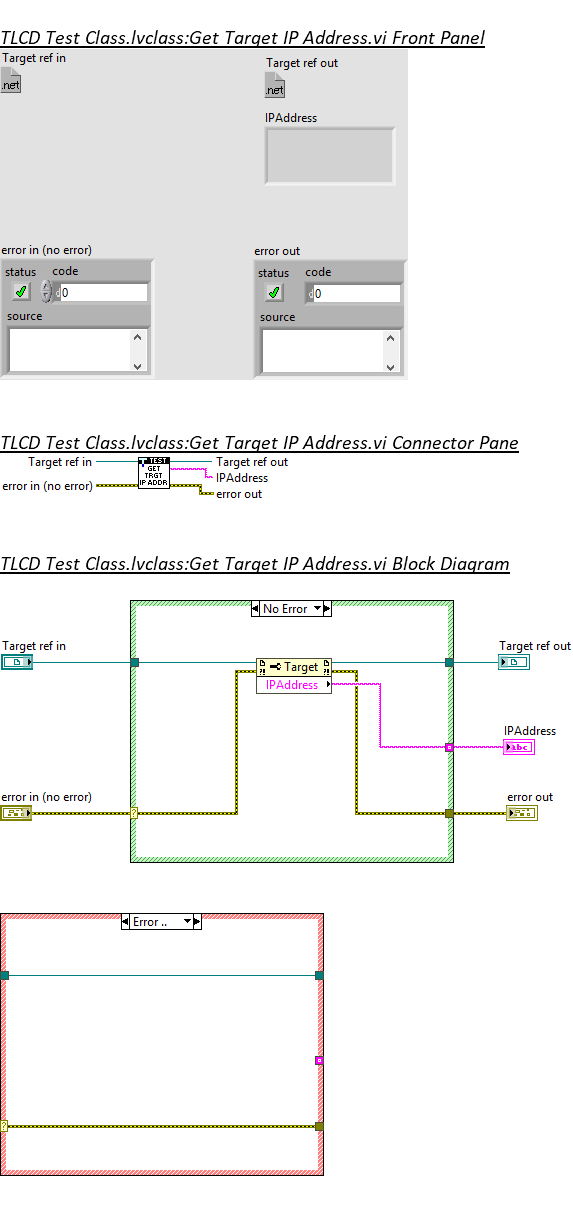 TLCD Test Class.lvclass:Get Target IP Address.vi Front Panel
Target ref in
Target ref out
.net
.net
IPAddress
error in (no error)
error out
status code
status code
0
0
source
source
TLCD Test Class.lvclass:Get Target IP Address.vi Connector Pane
Target ref in
TEST
Target ref out
GET
IPAddress
TRGT
error in (no error)
IP ADDR
error out
TLCD Test Class.lvclass:Get Target IP Address.vi Block Diagram
No Error
Target ref in
Target ref out
Target
IPAddress
IPAddress
abc
error in (no error)
error out
?
Error ..
?